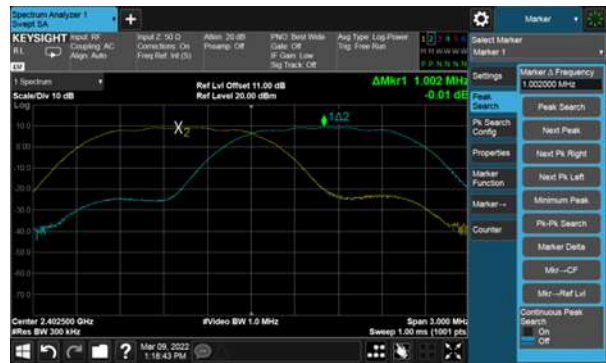 Spectrum Analyzer 1
Swept SA
+
Marker
KEYSIGHT Input: RF
R L
Coupling: AC
Align: Auto
Input Z: 50 Ω
Corrections: On
Freq Ref: Int (S)
Atten: 20 dB
Preamp: Off
PNO: Best Wide
Gate: Off
IF Gain: Low
Sig Track: Off
Avg Type: Log-Power
Trig: Free Run
1 2 3 4 5 6
M M W W W W
P P N N N N
Select Marker
Marker 1
1 Spectrum
Scale/Div 10 dB
Log
Ref Lvl Offset 11.00 dB
Ref Level 20.00 dBm
ΔMkr1 1.002 MHz
-0.01 dB
10.0
0.00
-10.0
-20.0
-30.0
-40.0
-50.0
-60.0
-70.0
X2
1Δ2
Center 2.402500 GHz
#Res BW 300 kHz
#Video BW 1.0 MHz
Span 3.000 MHz
Sweep 1.00 ms (1001 pts)
Settings
Peak
Search
Pk Search
Config
Properties
Marker
Function
Marker→
Counter
Marker Δ Frequency
1.002000 MHz
Peak Search
Next Peak
Next Pk Right
Next Pk Left
Minimum Peak
Pk-Pk Search
Marker Delta
Mkr→CF
Mkr→Ref Lvl
Continuous Peak
Search
On
Off
Mar 09, 2022
1:18:43 PM